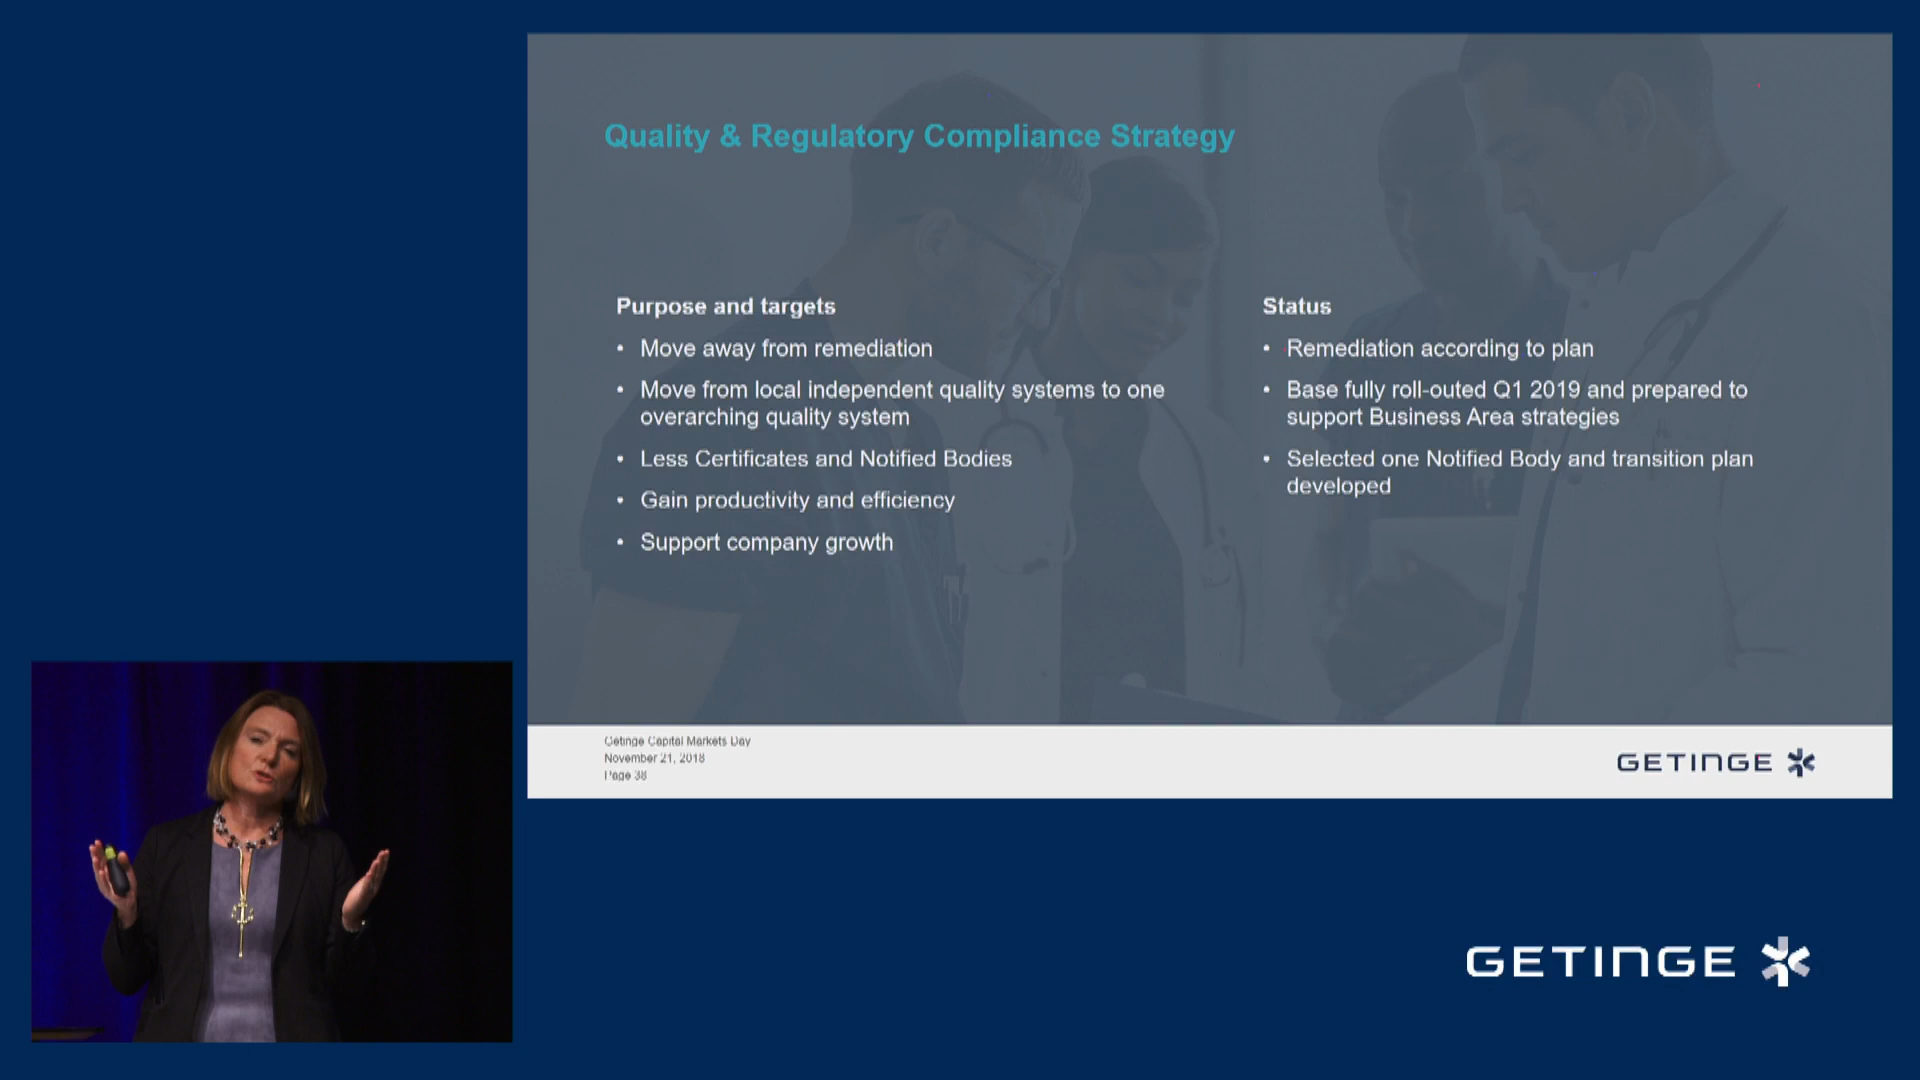 Quality & Regulatory Compliance Strategy
Purpose and targets
• Move away from remediation
• Move from local independent quality systems to one
overarching quality system
• Less Certificates and Notified Bodies
• Gain productivity and efficiency
• Support company growth
Status
• Remediation according to plan
• Base fully roll-outed Q1 2019 and prepared to
support Business Area strategies
• Selected one Notified Body and transition plan
developed
Getinge Capital Markets Day
November 21, 2018
Page 38
GETINGE
GETINGE